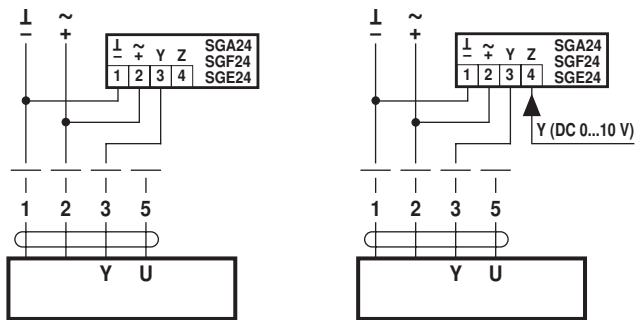 ⊥ ~
– +
⊥ ~ Y Z SGA24
– + SGF24
1 2 3 4 SGE24
1 2 3 5
Y U
⊥ ~
– +
⊥ ~ Y Z SGA24
– + SGF24
1 2 3 4 SGE24
Y (DC 0...10 V)
1 2 3 5
Y U